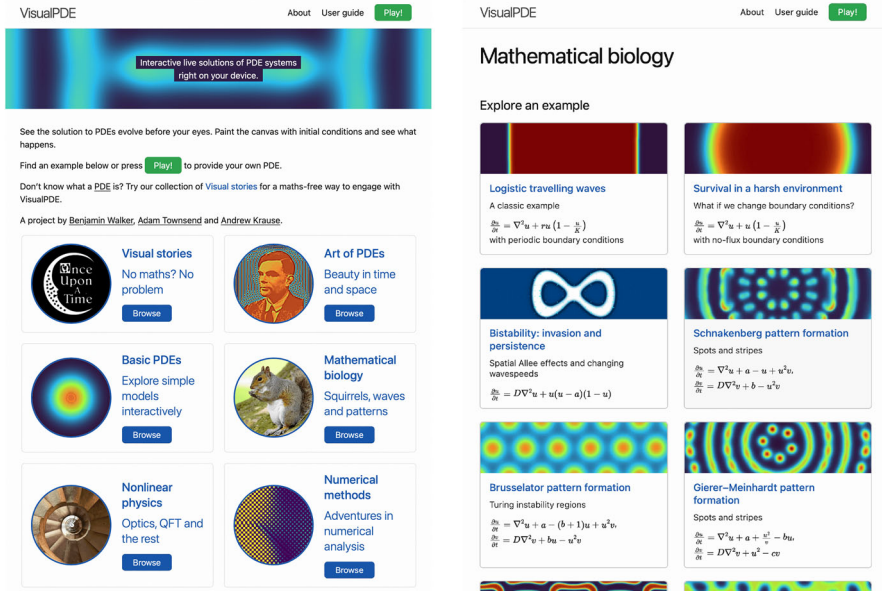 VisualPDE
About
User guide
Play!
Interactive live solutions of PDE systems
right on your device.
See the solution to PDEs evolve before your eyes. Paint the canvas with initial conditions and see what
happens.
Find an example below or press Play! to provide your own PDE.
Don't know what a PDE is? Try our collection of Visual stories for a maths-free way to engage with
VisualPDE.
A project by Benjamin Walker, Adam Townsend and Andrew Krause.
Once
Upon
A
Time
Visual stories
No maths? No
problem
Browse
Art of PDEs
Beauty in time
and space
Browse
Basic PDEs
Explore simple
models
interactively
Browse
Mathematical
biology
Squirrels, waves
and patterns
Browse
Nonlinear
physics
Optics, QFT and
the rest
Browse
Numerical
methods
Adventures in
numerical
analysis
Browse
VisualPDE
About
User guide
Play!
Mathematical biology
Explore an example
Logistic travelling waves
A classic example
∂u/∂t = ∇²u + ru (1 − u/K)
with periodic boundary conditions
Survival in a harsh environment
What if we change boundary conditions?
∂u/∂t = ∇²u + u (1 − u/K)
with no-flux boundary conditions
Bistability: invasion and
persistence
Spatial Allee effects and changing
wavespeeds
∂u/∂t = D∇²u + u(u − a)(1 − u)
Schnakenberg pattern formation
Spots and stripes
∂u/∂t = ∇²u + a − u + u²v,
∂v/∂t = D∇²v + b − u²v
Brusselator pattern formation
Turing instability regions
∂u/∂t = ∇²u + a − (b + 1)u + u²v,
∂v/∂t = D∇²v + bu − u²v
Gierer–Meinhardt pattern
formation
Spots and stripes
∂u/∂t = ∇²u + a + u²/v − bu,
∂v/∂t = D∇²v + u² − cv